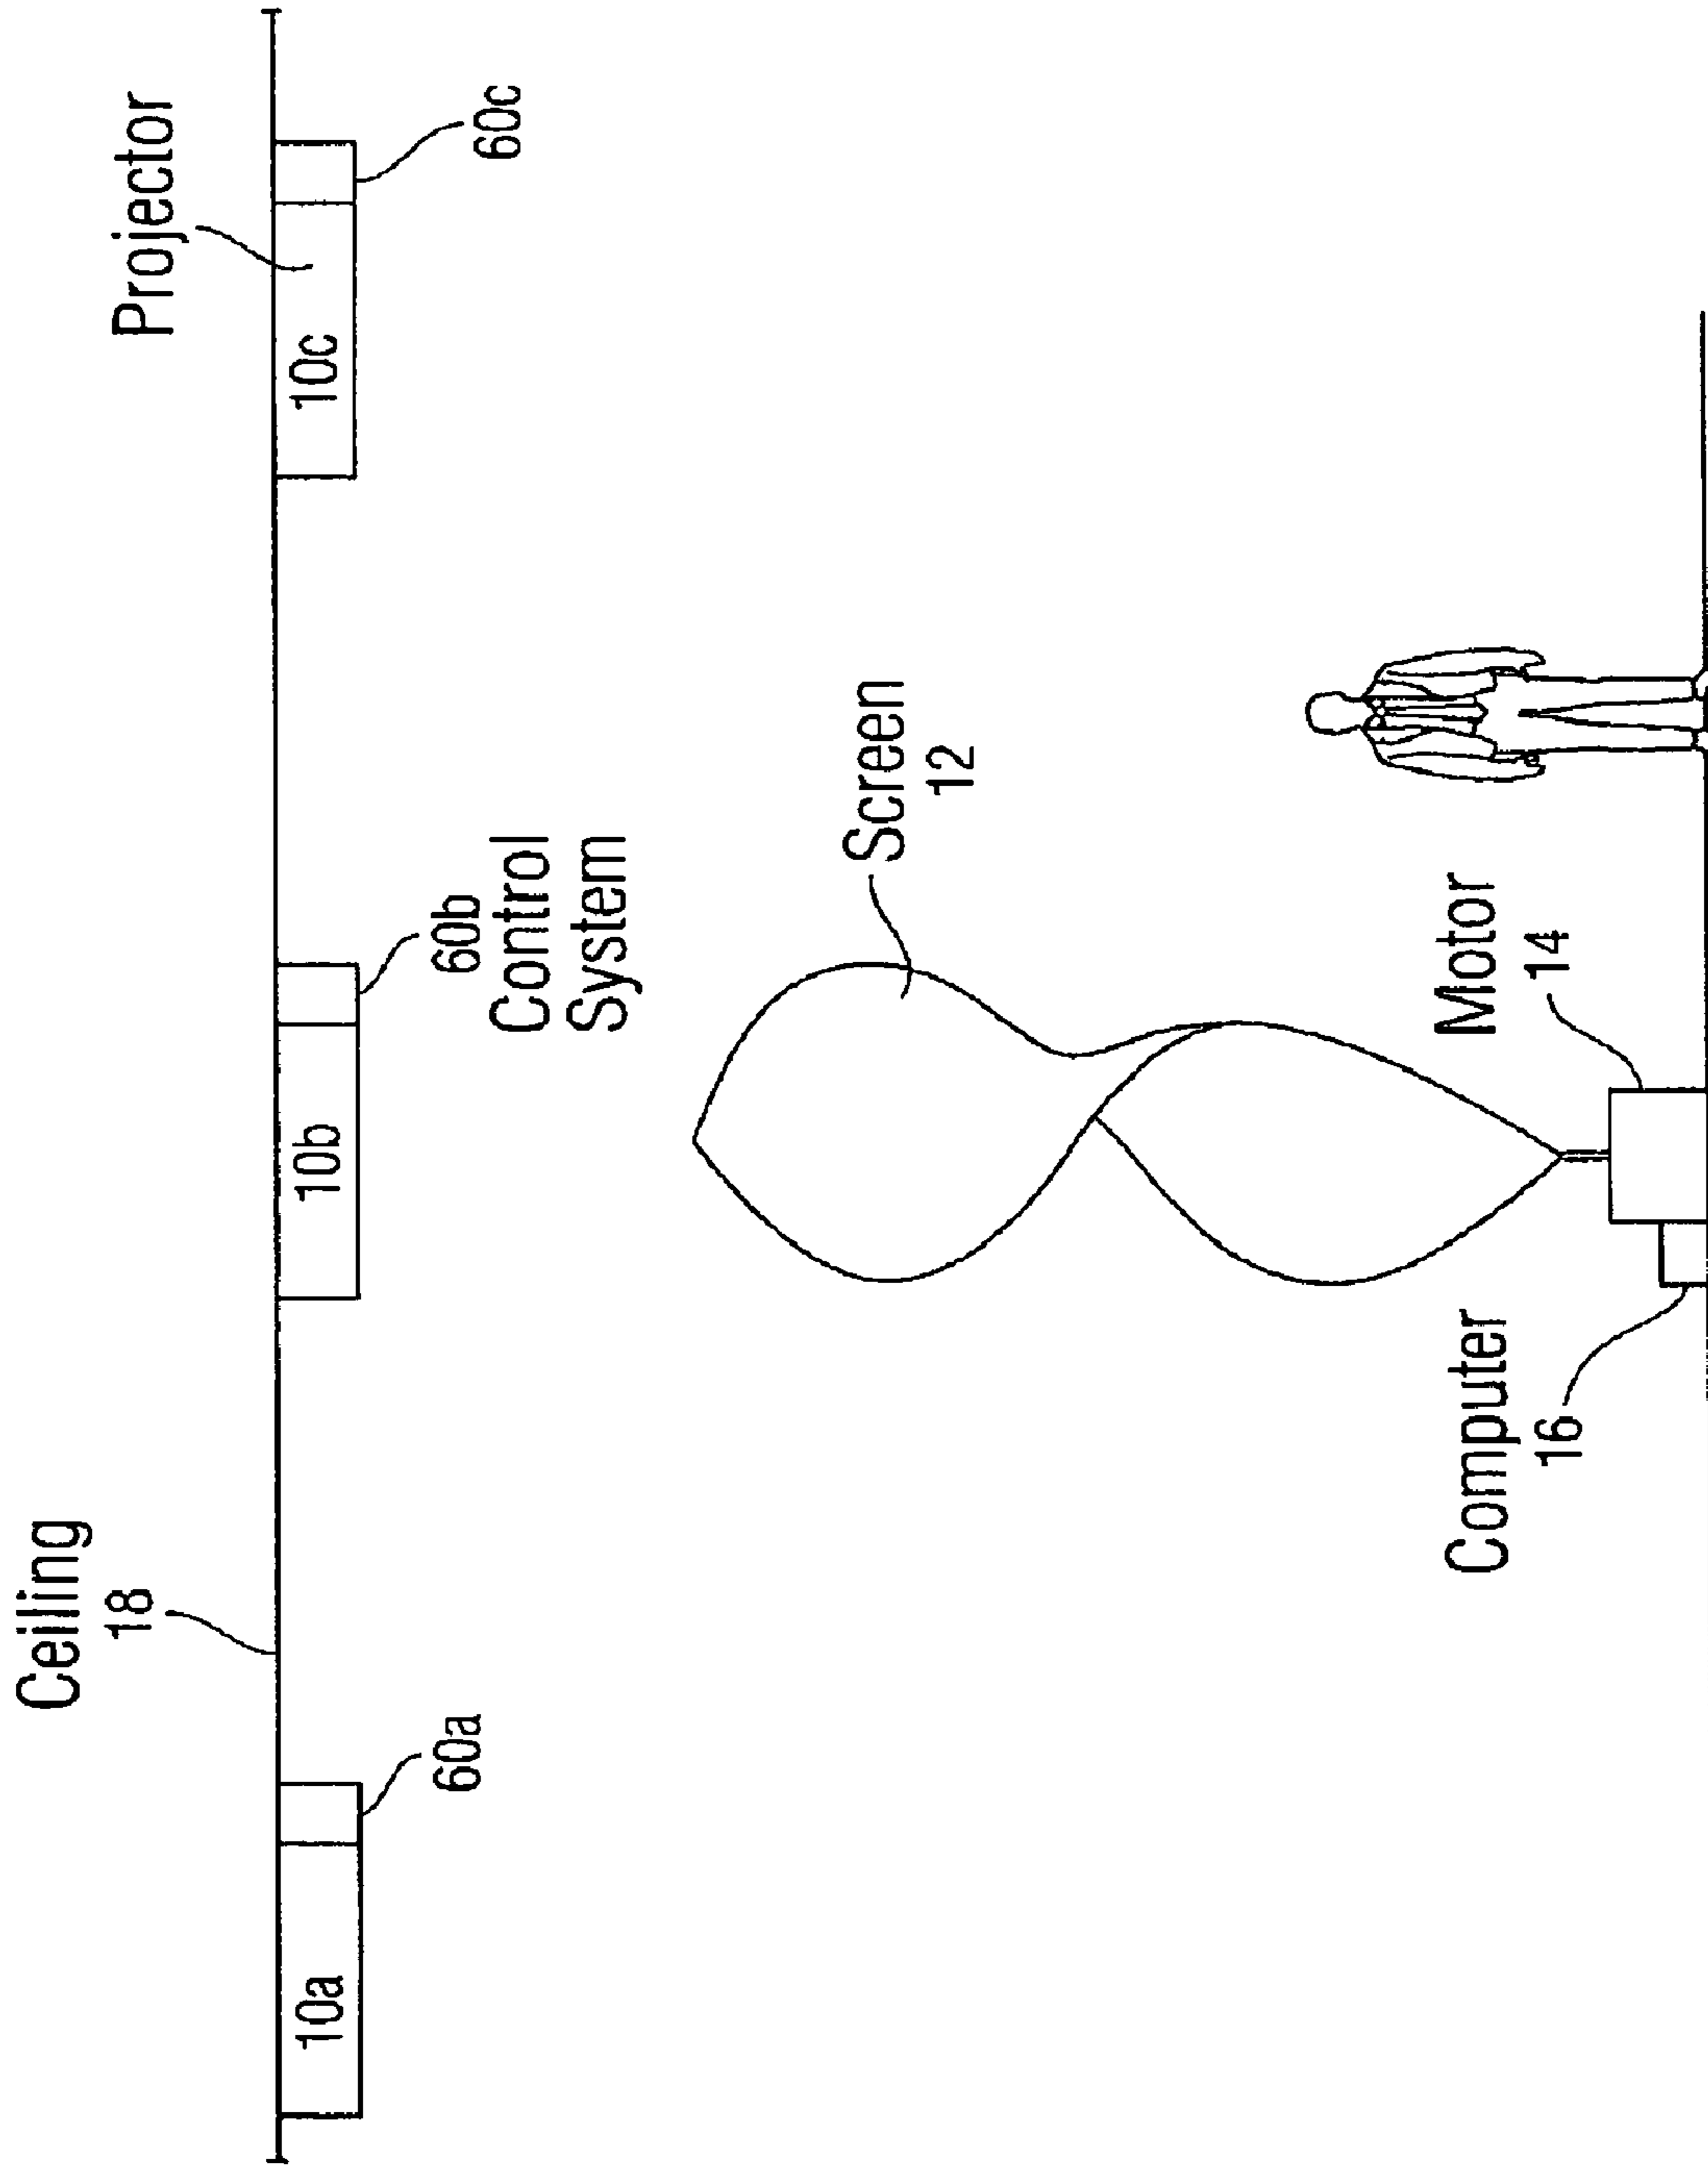 Ceiling
18
Projector
10a
10b
10c
60a
60b
Control
System
60c
Screen
12
Computer
16
Motor
14